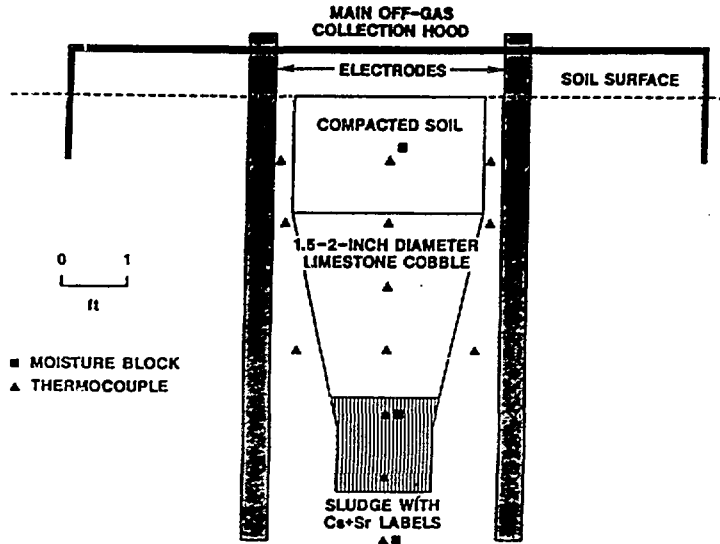 MAIN OFF-GAS
COLLECTION HOOD
ELECTRODES
SOIL SURFACE
COMPACTED SOIL
1.5-2-INCH DIAMETER
LIMESTONE COBBLE
0 1
ft
MOISTURE BLOCK
THERMOCOUPLE
SLUDGE WITH
Cs+Sr LABELS